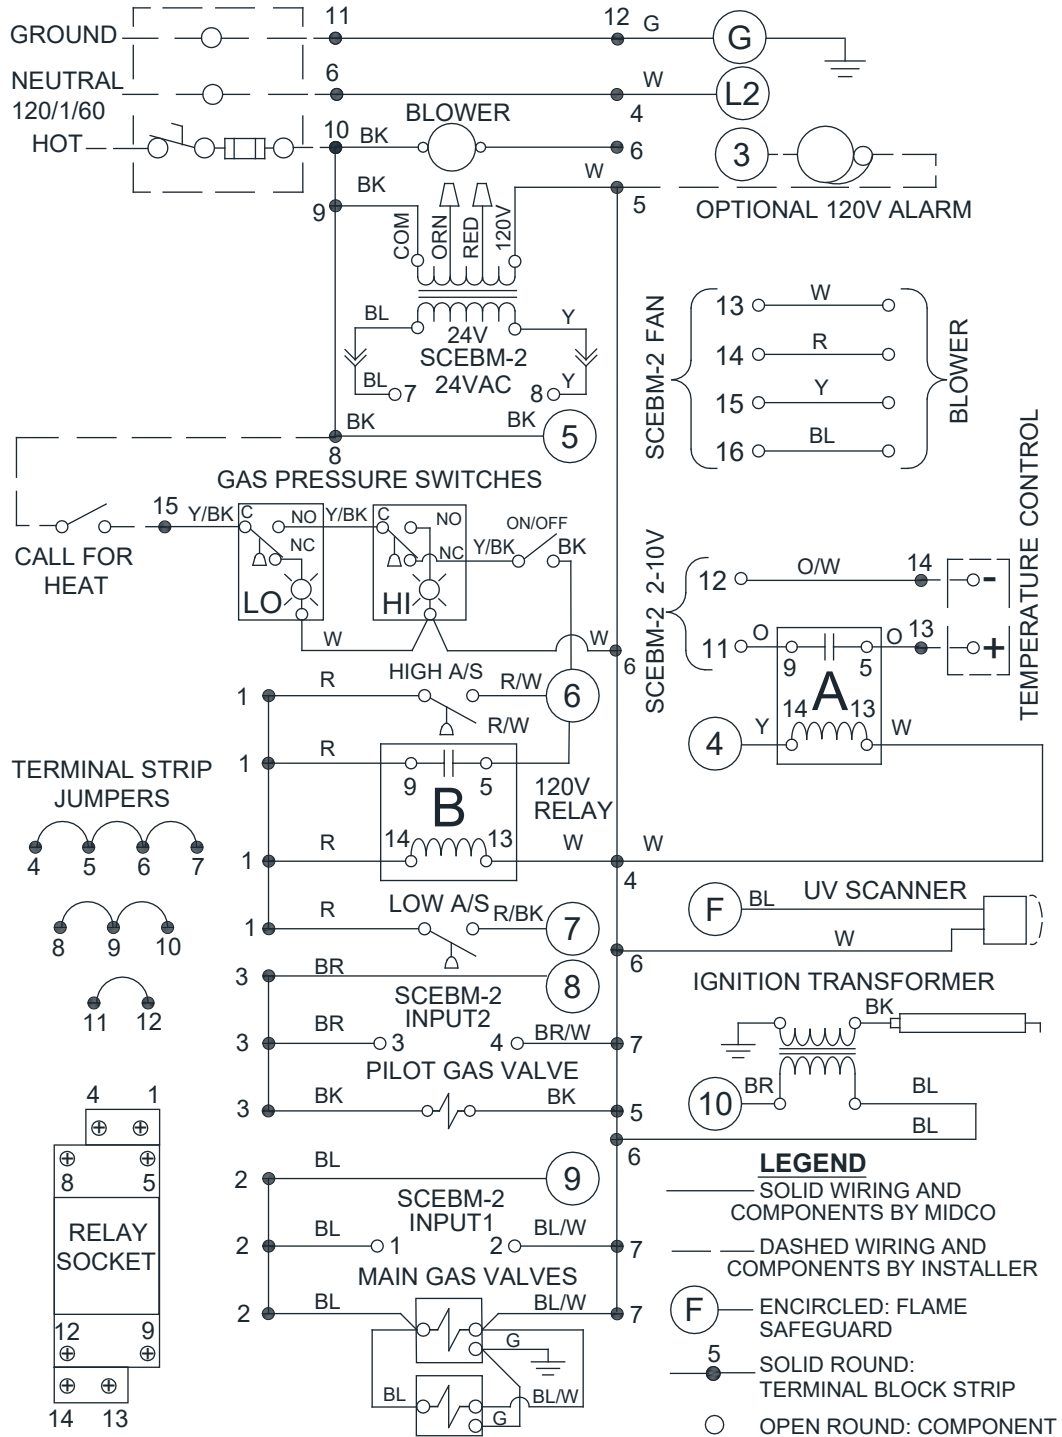 11
12
G
GROUND
G
6
NEUTRAL
W
L2
120/1/60
4
BLOWER
HOT
10
BK
6
3
BK
W
9
5
OPTIONAL 120V ALARM
COM
ORN
RED
120V
BL
24V
Y
SCEBM-2
24VAC
BL
7
8
Y
SCEBM-2 FAN
13
W
14
R
15
Y
16
BL
BLOWER
BK
BK
5
8
GAS PRESSURE SWITCHES
15
Y/BK
C
NO
Y/BK
C
NO
ON/OFF
NC
NC
Y/BK
BK
CALL FOR
HEAT
LO
HI
W
W
6
SCEBM-2 2-10V
12
O/W
14
-
11
O
O
13
+
9
5
A
14
13
TEMPERATURE CONTROL
4
Y
W
HIGH A/S
1
R
R/W
6
R/W
1
R
9
5
120V
RELAY
B
14
13
1
R
W
W
4
TERMINAL STRIP
JUMPERS
4
5
6
7
8
9
10
11
12
LOW A/S
1
R
R/BK
7
F
BL
UV SCANNER
W
6
3
BR
8
SCEBM-2
INPUT2
3
BR
3
4
BR/W
7
IGNITION TRANSFORMER
BK
PILOT GAS VALVE
3
BK
BK
5
10
BR
BL
BL
6
4
1
8
5
RELAY
SOCKET
12
9
14
13
2
BL
9
SCEBM-2
INPUT1
2
BL
1
2
BL/W
7
MAIN GAS VALVES
2
BL
BL/W
7
G
BL
BL/W
G
LEGEND
SOLID WIRING AND
COMPONENTS BY MIDCO
DASHED WIRING AND
COMPONENTS BY INSTALLER
F
ENCIRCLED: FLAME
SAFEGUARD
5
SOLID ROUND:
TERMINAL BLOCK STRIP
OPEN ROUND: COMPONENT